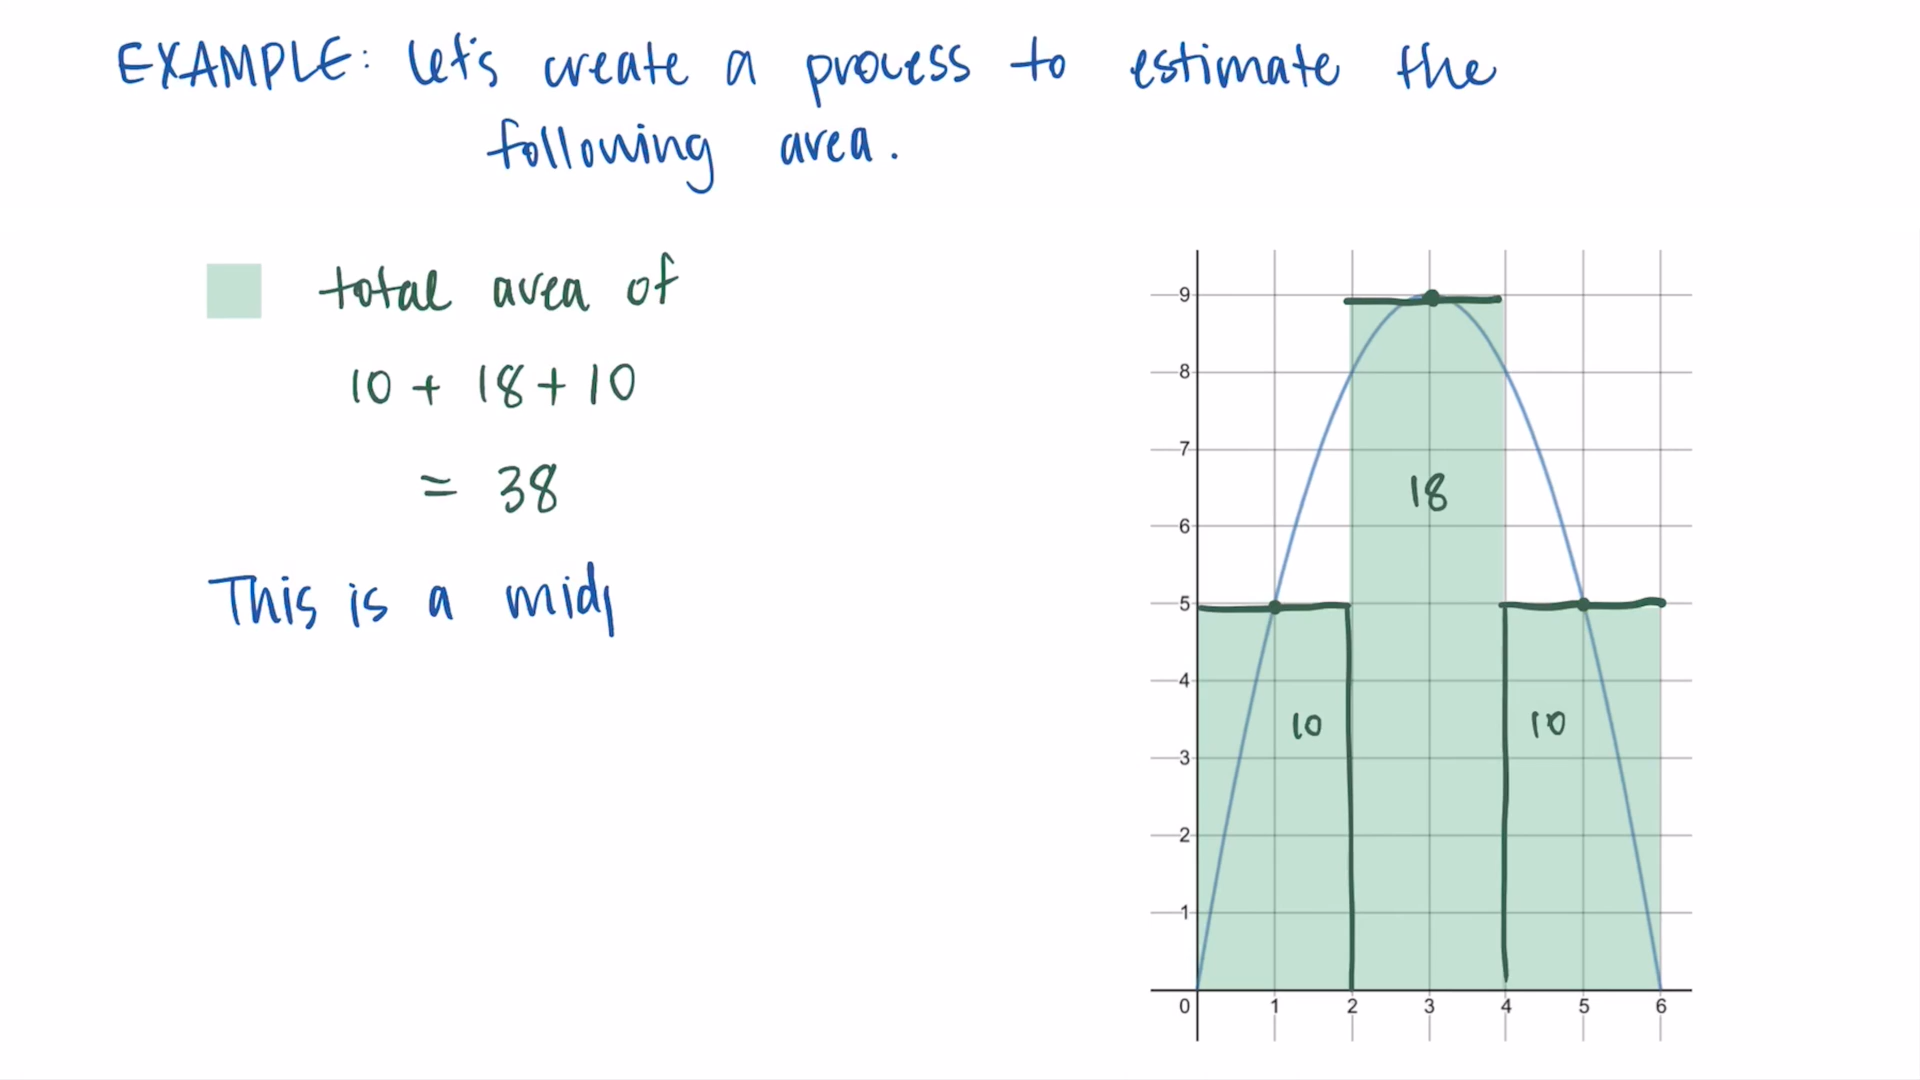 EXAMPLE: let's create a process to estimate the
following area.
total area of
10 + 18 + 10
= 38
This is a mid
9
8
7
6
5
4
3
2
1
18
10
10
0 1 2 3 4 5 6